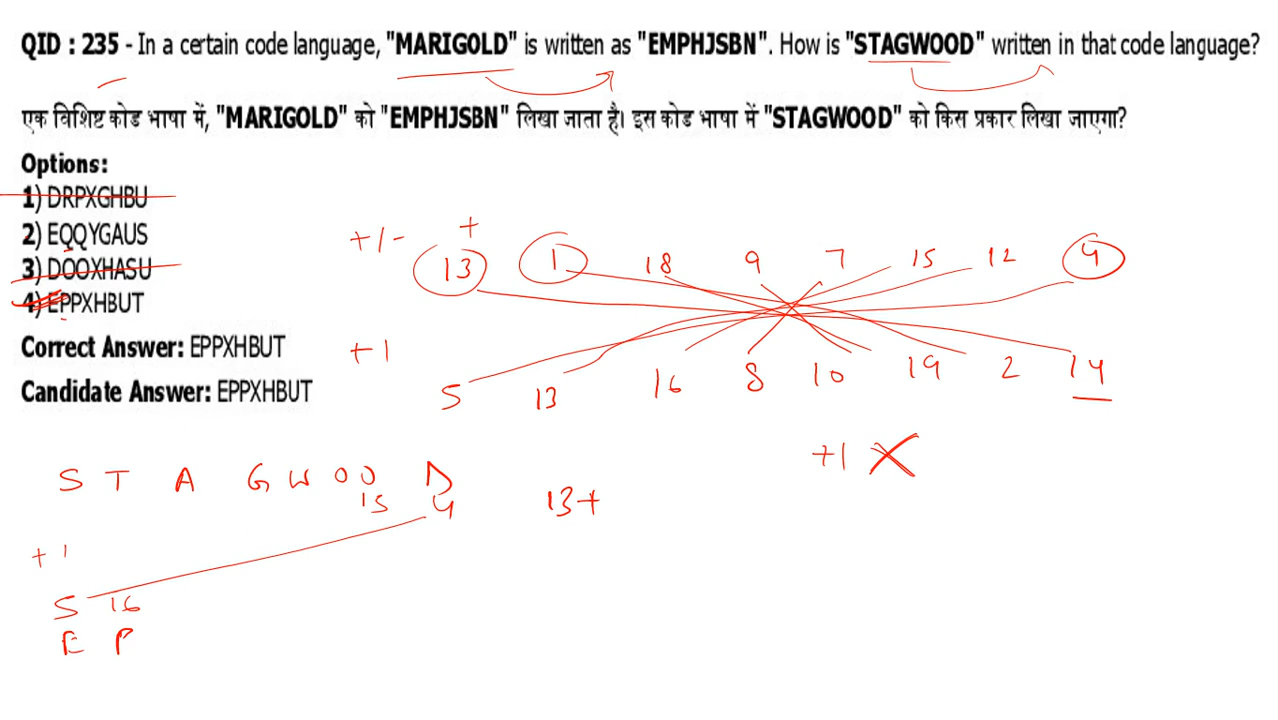 QID : 235 - In a certain code language, "MARIGOLD" is written as "EMPHJSBN". How is "STAGWOOD" written in that code language?
एक विशिष्ट कोड भाषा में, "MARIGOLD" को "EMPHJSBN" लिखा जाता है। इस कोड भाषा में "STAGWOOD" को किस प्रकार लिखा जाएगा?
Options:
1) DRPXGHBU
2) EQQYGAUS
3) DOOXHASU
4) EPPXHBUT
Correct Answer: EPPXHBUT
Candidate Answer: EPPXHBUT
+/- +
13 1 18 9 7 15 12 4
+1
5 13 16 8 10 19 2 14
+1
S T A G W O O D
15 4 13+
+1
5 16
E P